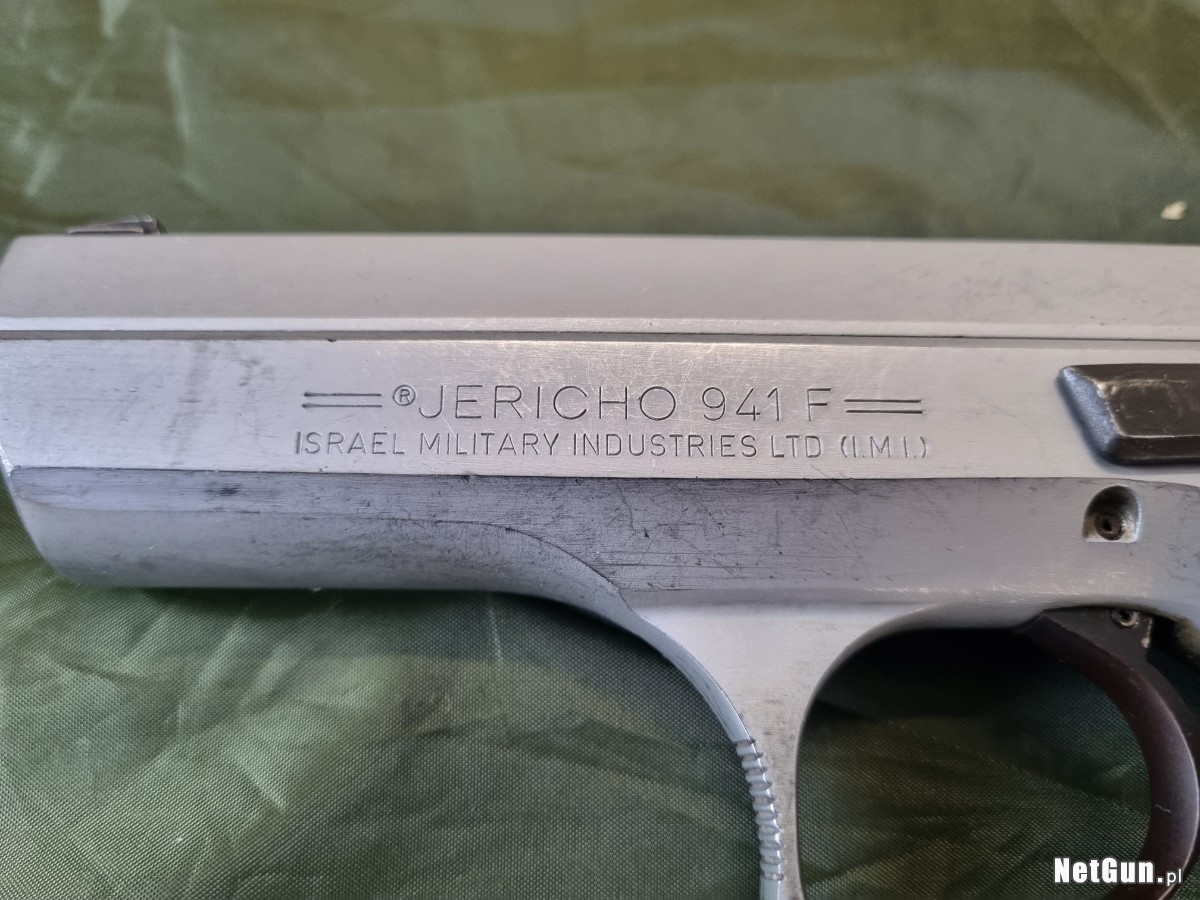 ®JERICHO 941 F
ISRAEL MILITARY INDUSTRIES LTD (I.M.I.)
NetGun.pl